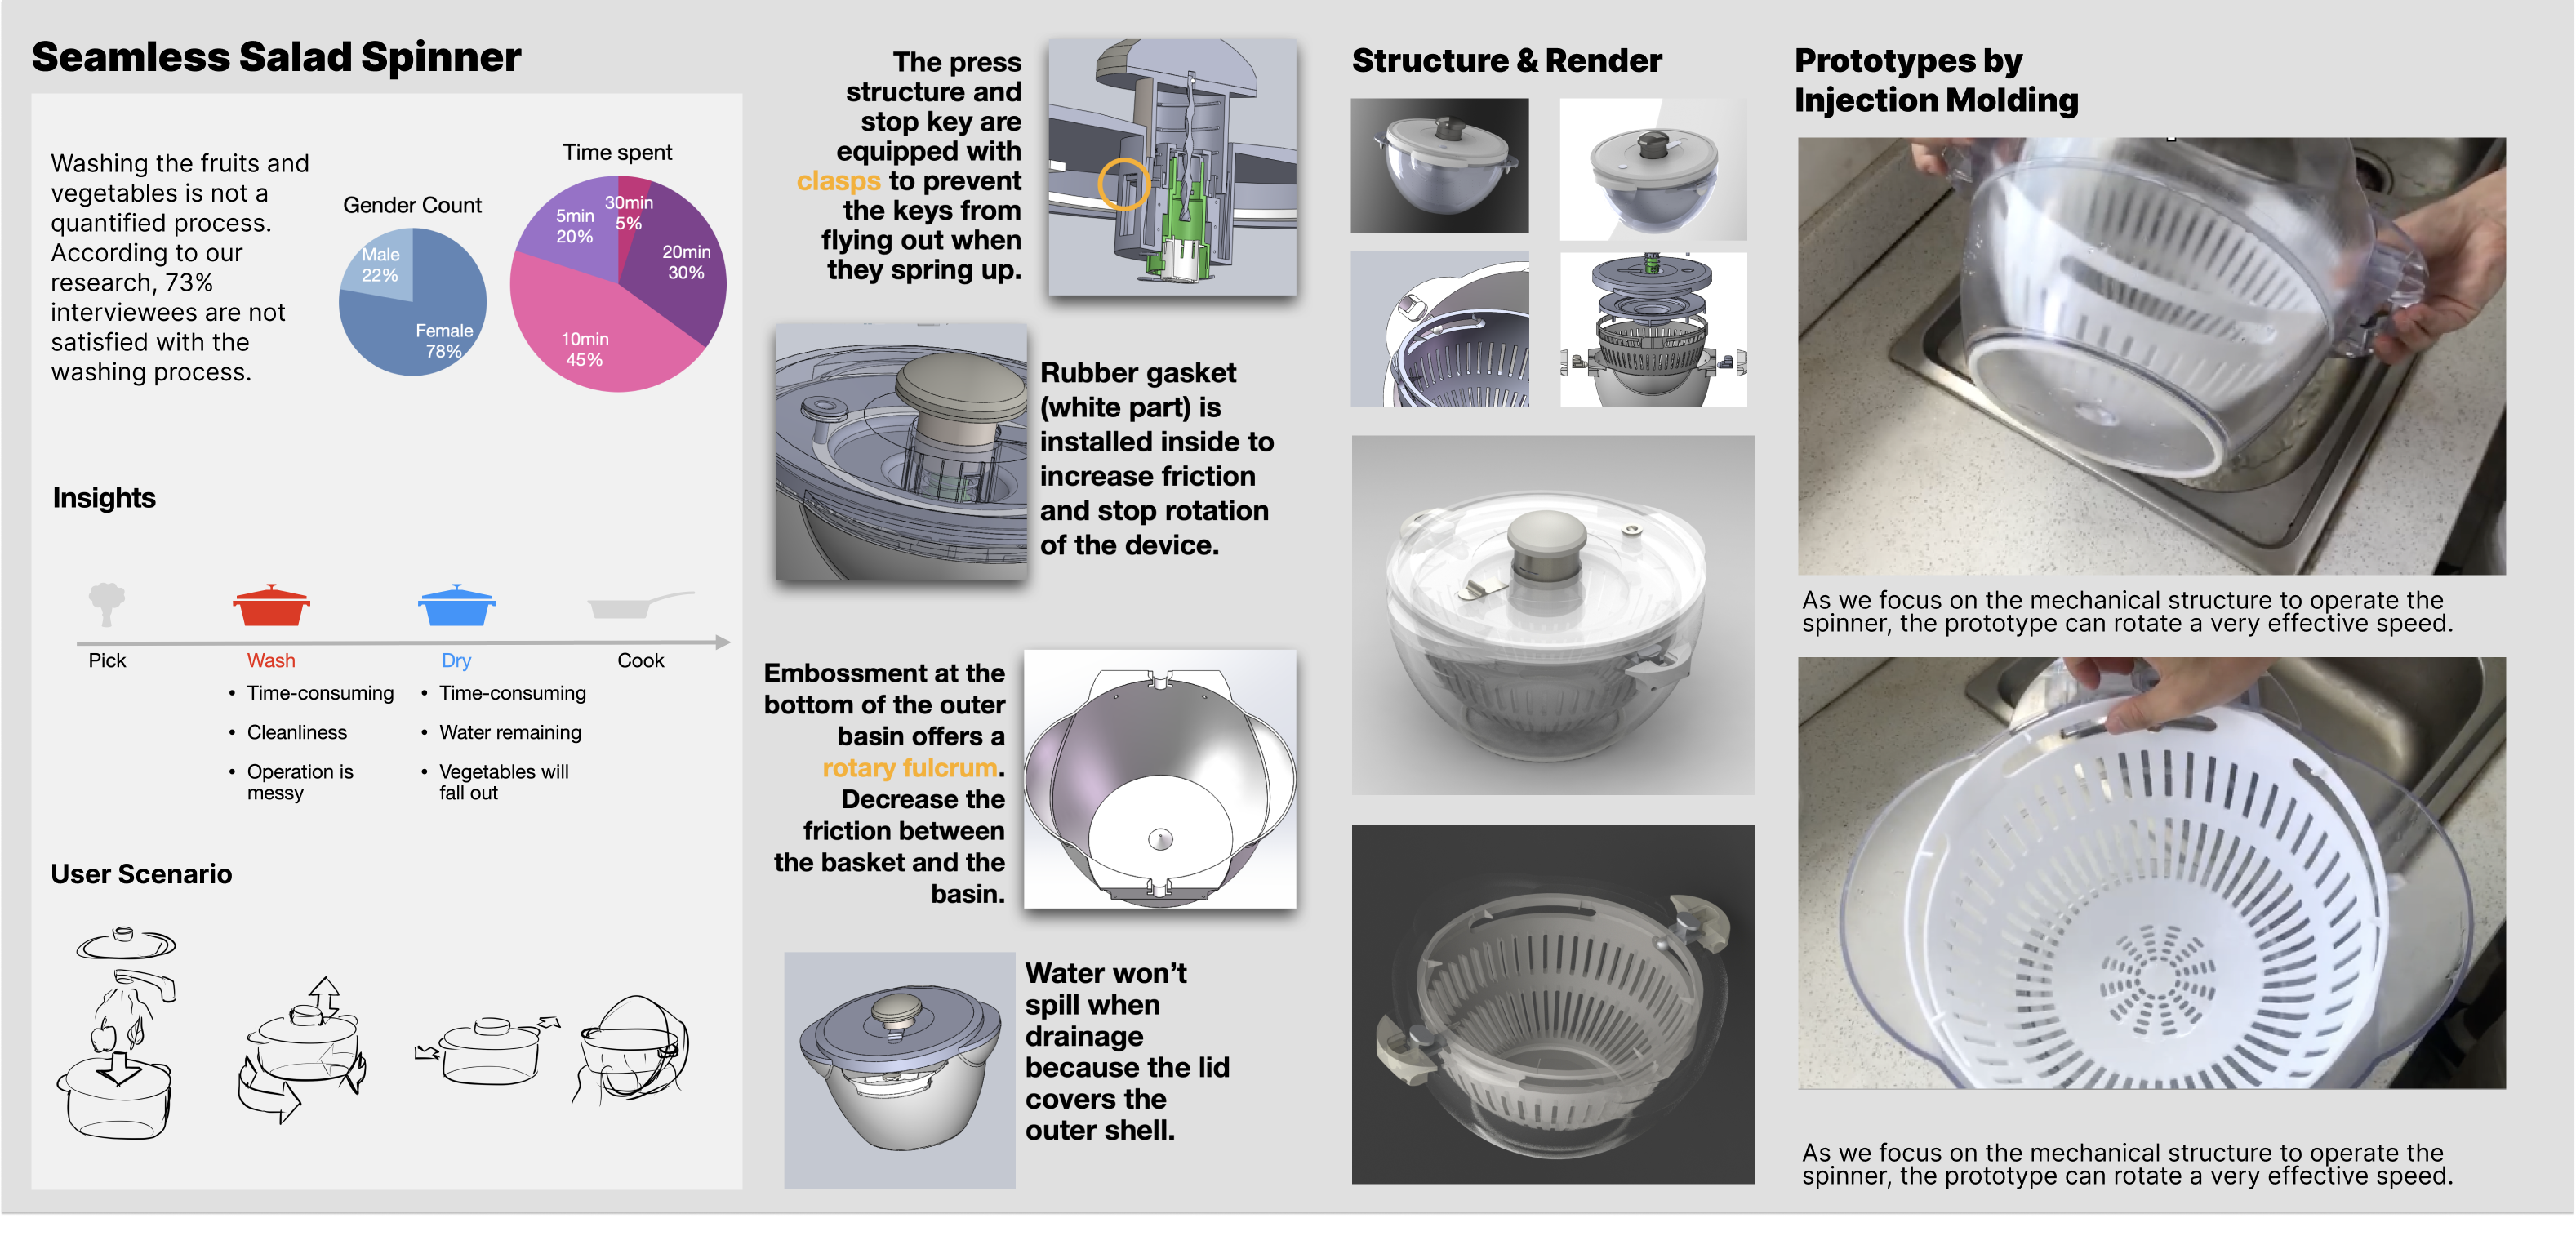 Seamless Salad Spinner
Washing the fruits and
vegetables is not a
quantified process.
According to our
research, 73%
interviewees are not
satisfied with the
washing process.
Gender Count
Male
22%
Female
78%
Time spent
5min
20%
30min
5%
20min
30%
10min
45%
Insights
Pick
Wash
Dry
Cook
• Time-consuming
• Cleanliness
• Operation is
messy
• Time-consuming
• Water remaining
• Vegetables will
fall out
User Scenario
The press
structure and
stop key are
equipped with
clasps to prevent
the keys from
flying out when
they spring up.
Rubber gasket
(white part) is
installed inside to
increase friction
and stop rotation
of the device.
Embossment at the
bottom of the outer
basin offers a
rotary fulcrum.
Decrease the
friction between
the basket and the
basin.
Water won’t
spill when
drainage
because the lid
covers the
outer shell.
Structure & Render
Prototypes by
Injection Molding
As we focus on the mechanical structure to operate the
spinner, the prototype can rotate a very effective speed.
As we focus on the mechanical structure to operate the
spinner, the prototype can rotate a very effective speed.